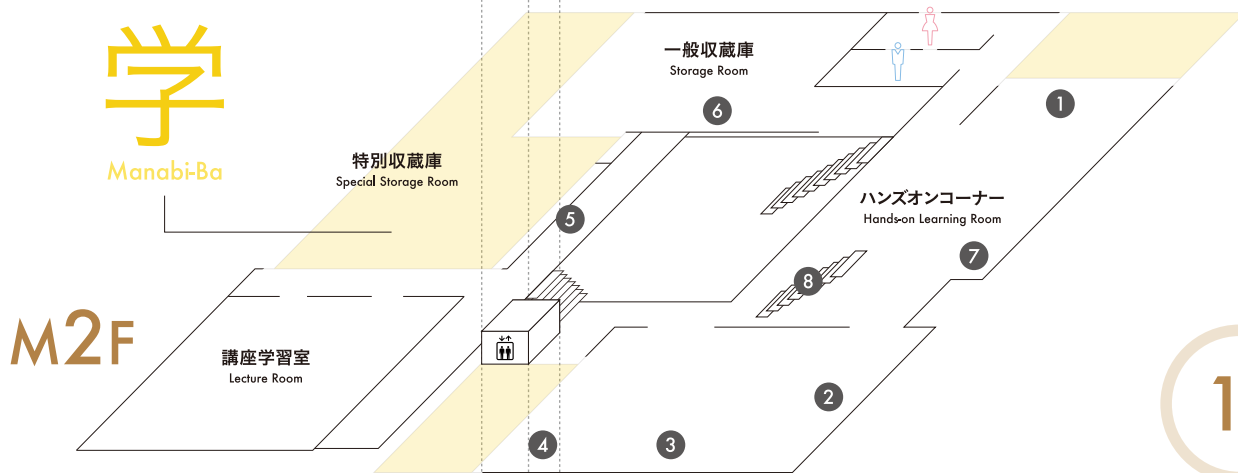 学
Manabi-Ba
一般収蔵庫
Storage Room
6
1
特別収蔵庫
Special Storage Room
5
ハンズオンコーナー
Hands-on Learning Room
7
8
M2F
講座学習室
Lecture Room
2
3
4
1